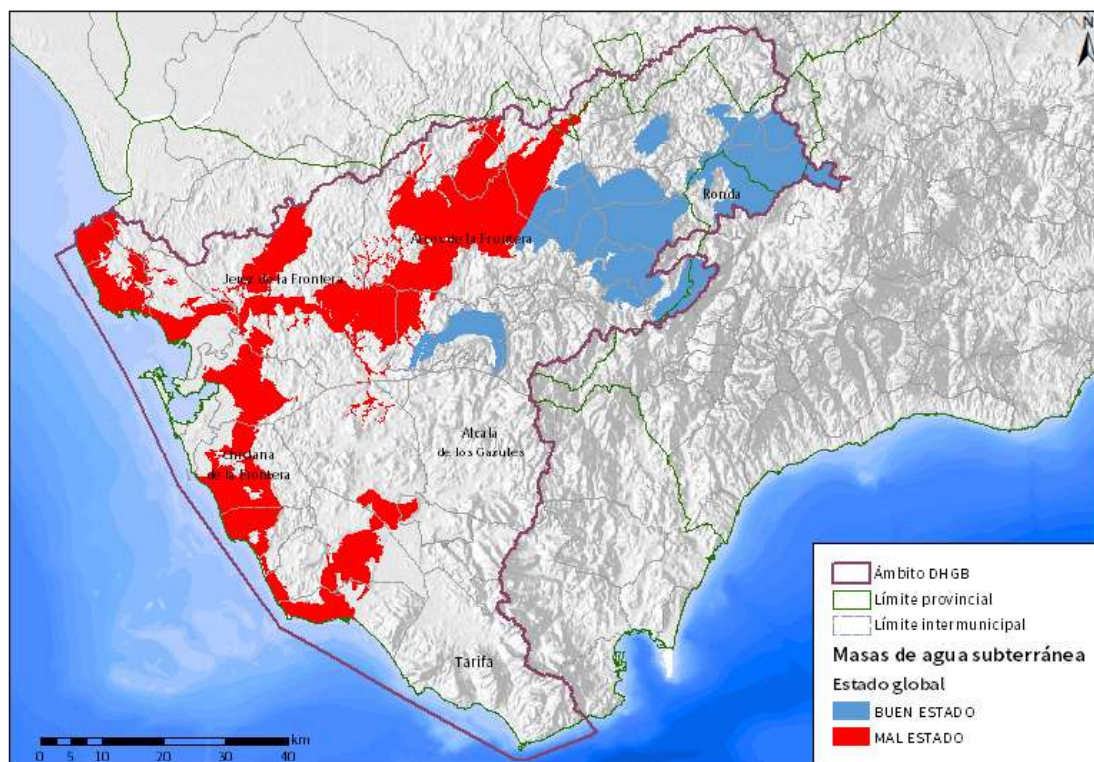 N
Ronda
Arcos de la Frontera
Jerez de la Frontera
Alcalá
de los Gazules
Chiclana
de la Frontera
Tarifa
km
0 5 10 20 30 40
Ámbito DHGB
Límite provincial
Límite intermunicipal
Masas de agua subterránea
Estado global
BUEN ESTADO
MAL ESTADO